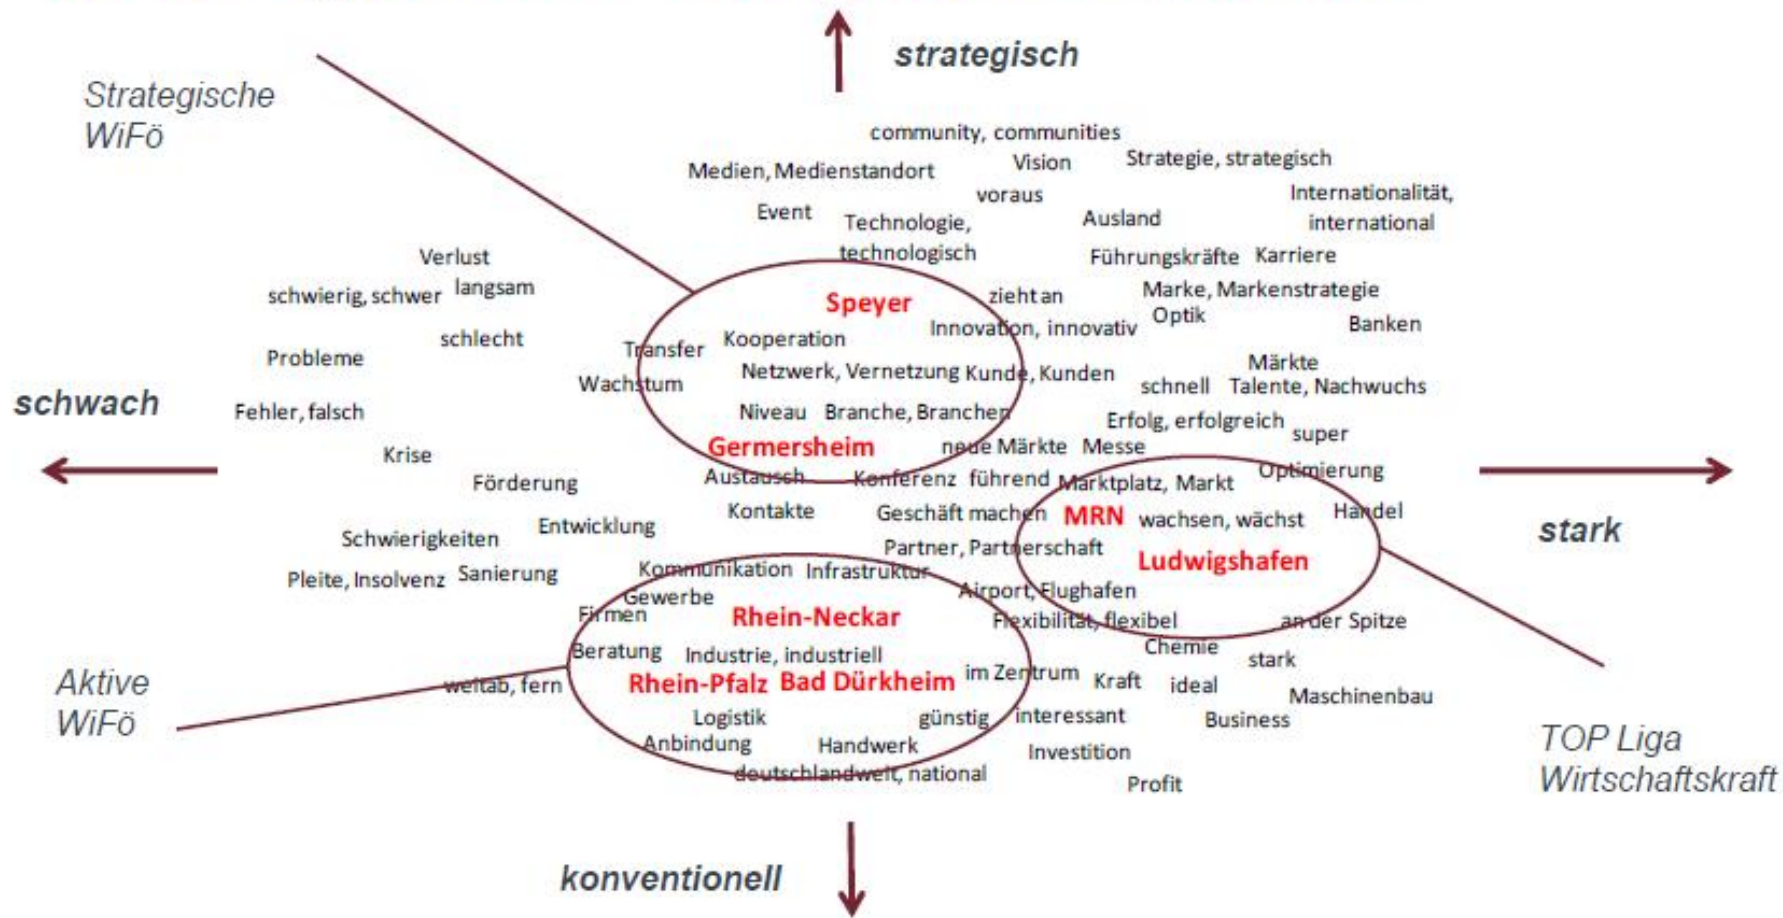 strategisch
Strategische
WiFö
community, communities
Vision
Strategie, strategisch
Medien, Medienstandort
voraus
Internationalität,
international
Event
Technologie,
technologisch
Ausland
Verlust
Führungskräfte
Karriere
schwierig, schwer
langsam
Speyer
zieht an
Marke, Markenstrategie
Optik
Banken
Innovation, innovativ
schlecht
Transfer
Kooperation
Probleme
Märkte
Wachstum
Netzwerk, Vernetzung
Kunde, Kunden
schnell
Talente, Nachwuchs
schwach
Fehler, falsch
Niveau
Branche, Branchen
Erfolg, erfolgreich
super
Krise
Germersheim
neue Märkte
Messe
Förderung
Austausch
Konferenz
führend
Marktplatz, Markt
Optimierung
Kontakte
Geschäft machen
MRN
wachsen, wächst
Handel
stark
Schwierigkeiten
Entwicklung
Partner, Partnerschaft
Ludwigshafen
Pleite, Insolvenz
Sanierung
Kommunikation
Infrastruktur
Airport, Flughafen
Gewerbe
Firmen
Rhein-Neckar
Flexibilität, flexibel
an der Spitze
Beratung
Industrie, industriell
Chemie
stark
Aktive
WiFö
weitab, fern
Rhein-Pfalz
Bad Dürkheim
im Zentrum
Kraft
ideal
Maschinenbau
Logistik
günstig
interessant
Business
Anbindung
Handwerk
Investition
TOP Liga
Wirtschaftskraft
deutschlandweit, national
Profit
konventionell